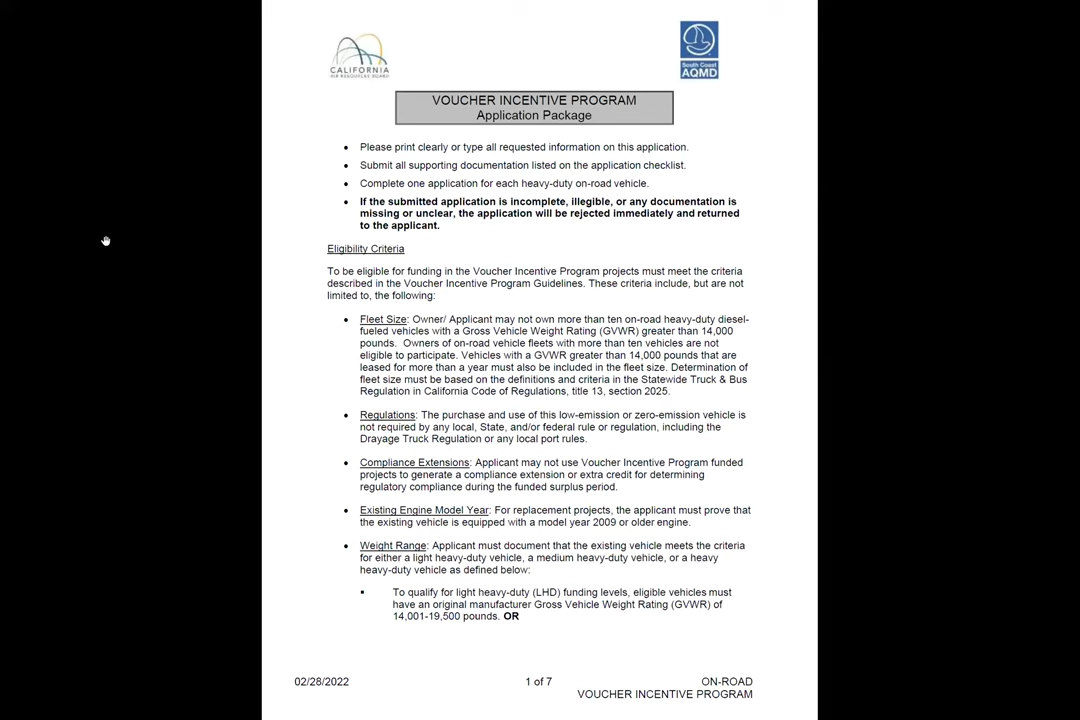 CALIFORNIA
AIR RESOURCES BOARD
South Coast
AQMD
VOUCHER INCENTIVE PROGRAM
Application Package
• Please print clearly or type all requested information on this application.
• Submit all supporting documentation listed on the application checklist.
• Complete one application for each heavy-duty on-road vehicle.
• If the submitted application is incomplete, illegible, or any documentation is
missing or unclear, the application will be rejected immediately and returned
to the applicant.
Eligibility Criteria
To be eligible for funding in the Voucher Incentive Program projects must meet the criteria
described in the Voucher Incentive Program Guidelines. These criteria include, but are not
limited to, the following:
• Fleet Size: Owner/ Applicant may not own more than ten on-road heavy-duty diesel-
fueled vehicles with a Gross Vehicle Weight Rating (GVWR) greater than 14,000
pounds. Owners of on-road vehicle fleets with more than ten vehicles are not
eligible to participate. Vehicles with a GVWR greater than 14,000 pounds that are
leased for more than a year must also be included in the fleet size. Determination of
fleet size must be based on the definitions and criteria in the Statewide Truck & Bus
Regulation in California Code of Regulations, title 13, section 2025.
• Regulations: The purchase and use of this low-emission or zero-emission vehicle is
not required by any local, State, and/or federal rule or regulation, including the
Drayage Truck Regulation or any local port rules.
• Compliance Extensions: Applicant may not use Voucher Incentive Program funded
projects to generate a compliance extension or extra credit for determining
regulatory compliance during the funded surplus period.
• Existing Engine Model Year: For replacement projects, the applicant must prove that
the existing vehicle is equipped with a model year 2009 or older engine.
• Weight Range: Applicant must document that the existing vehicle meets the criteria
for either a light heavy-duty vehicle, a medium heavy-duty vehicle, or a heavy
heavy-duty vehicle as defined below:
▪ To qualify for light heavy-duty (LHD) funding levels, eligible vehicles must
have an original manufacturer Gross Vehicle Weight Rating (GVWR) of
14,001-19,500 pounds. OR
02/28/2022
1 of 7
ON-ROAD
VOUCHER INCENTIVE PROGRAM